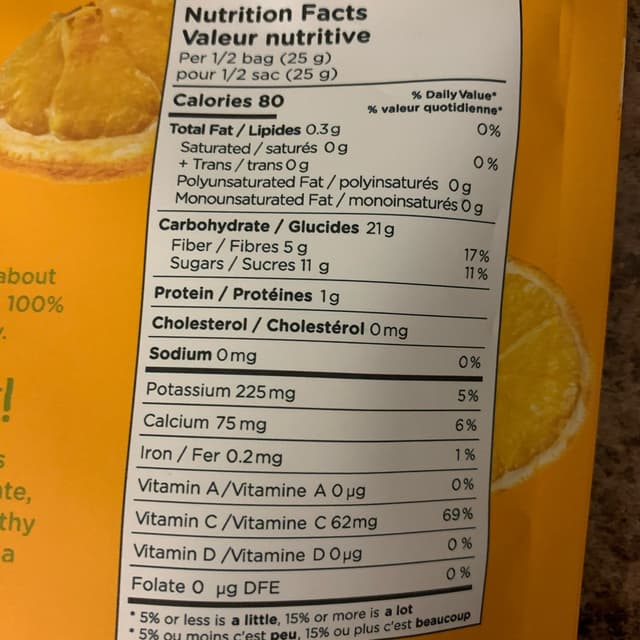 Nutrition Facts
Valeur nutritive
Per 1/2 bag (25 g)
pour 1/2 sac (25 g)
Calories 80
% Daily Value*
% valeur quotidienne*
Total Fat / Lipides 0.3 g 0%
Saturated / saturés 0 g
+ Trans / trans 0 g 0%
Polyunsaturated Fat / polyinsaturés 0 g
Monounsaturated Fat / monoinsaturés 0 g
Carbohydrate / Glucides 21 g
Fiber / Fibres 5 g 17%
Sugars / Sucres 11 g 11%
Protein / Protéines 1 g
Cholesterol / Cholestérol 0 mg
Sodium 0 mg 0%
Potassium 225 mg 5%
Calcium 75 mg 6%
Iron / Fer 0.2 mg 1%
Vitamin A/Vitamine A 0 µg 0%
Vitamin C /Vitamine C 62mg 69%
Vitamin D /Vitamine D 0 µg 0 %
Folate 0 µg DFE 0 %
* 5% or less is a little, 15% or more is a lot
* 5% ou moins c'est peu, 15% ou plus c'est beaucoup
about
100%
y.
!
s
te,
thy
a